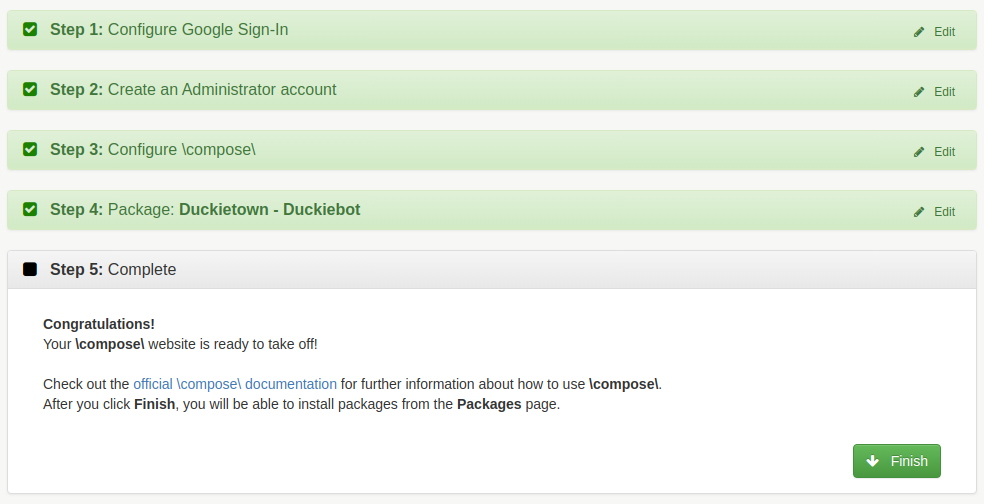 Step 1: Configure Google Sign-In
Edit
Step 2: Create an Administrator account
Edit
Step 3: Configure \compose\
Edit
Step 4: Package: Duckietown - Duckiebot
Edit
Step 5: Complete
Congratulations!
Your \compose\ website is ready to take off!
Check out the official \compose\ documentation for further information about how to use \compose\.
After you click Finish, you will be able to install packages from the Packages page.
Finish